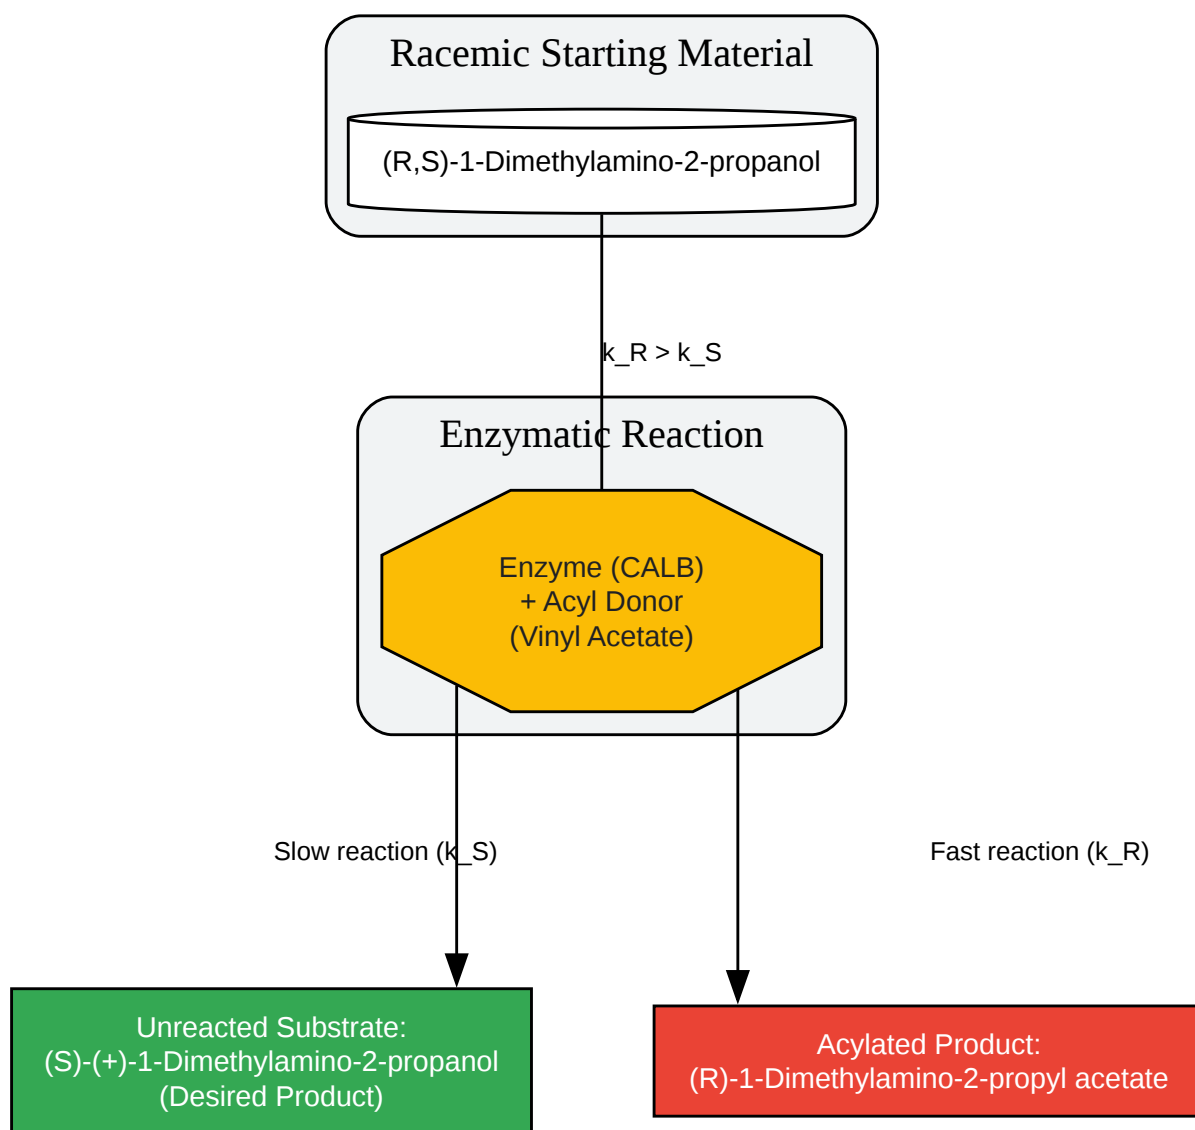 Racemic Starting Material
(R,S)-1-Dimethylamino-2-propanol
k_R > k_S
Enzymatic Reaction
Enzyme (CALB)
+ Acyl Donor
(Vinyl Acetate)
Slow reaction (k_S)
Fast reaction (k_R)
Unreacted Substrate:
(S)-(+)-1-Dimethylamino-2-propanol
(Desired Product)
Acylated Product:
(R)-1-Dimethylamino-2-propyl acetate